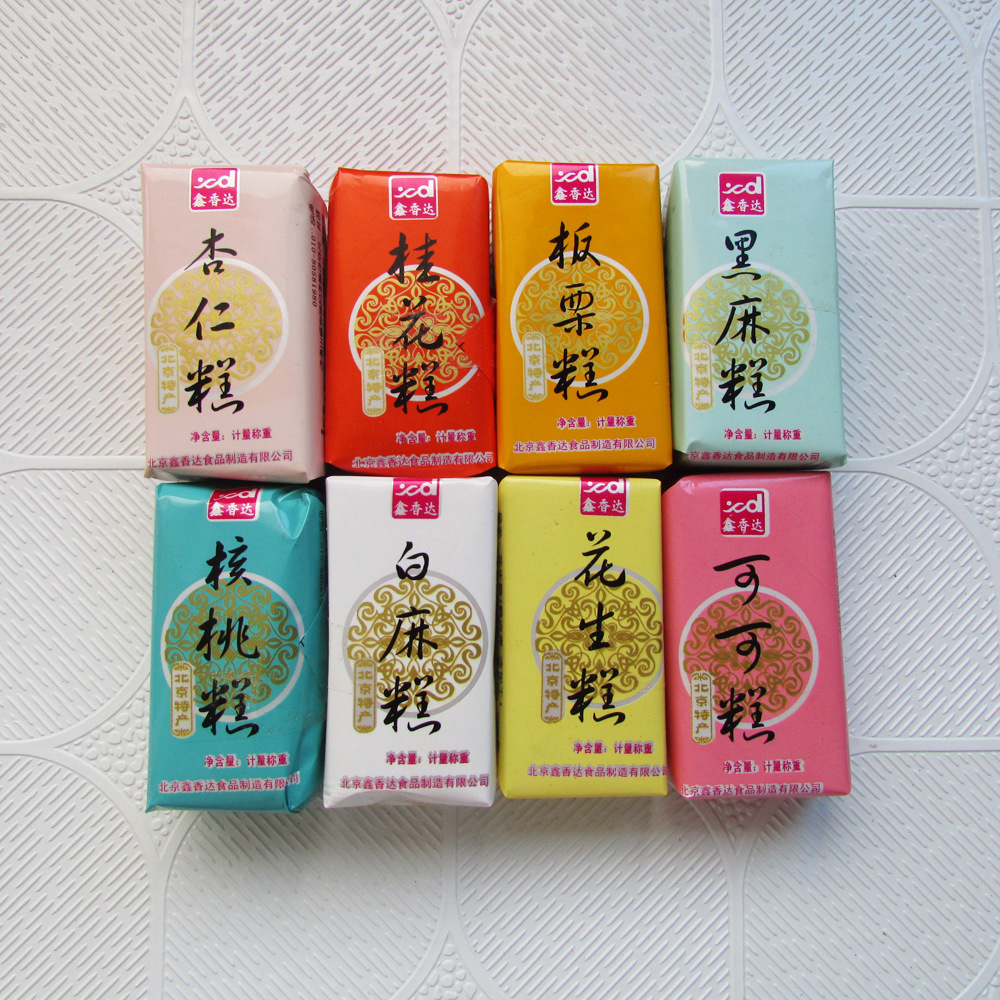 鑫香达
杏仁糕
北京特产
净含量：计量称重
北京鑫香达食品制造有限公司
鑫香达
桂花糕
北京特产
净含量：计量称重
北京鑫香达食品制造有限公司
鑫香达
板栗糕
北京特产
净含量：计量称重
北京鑫香达食品制造有限公司
鑫香达
黑麻糕
北京特产
净含量：计量称重
北京鑫香达食品制造有限公司
鑫香达
核桃糕
北京特产
净含量：计量称重
北京鑫香达食品制造有限公司
鑫香达
白麻糕
北京特产
净含量：计量称重
北京鑫香达食品制造有限公司
鑫香达
花生糕
北京特产
净含量：计量称重
北京鑫香达食品制造有限公司
鑫香达
可可糕
北京特产
净含量：计量称重
北京鑫香达食品制造有限公司